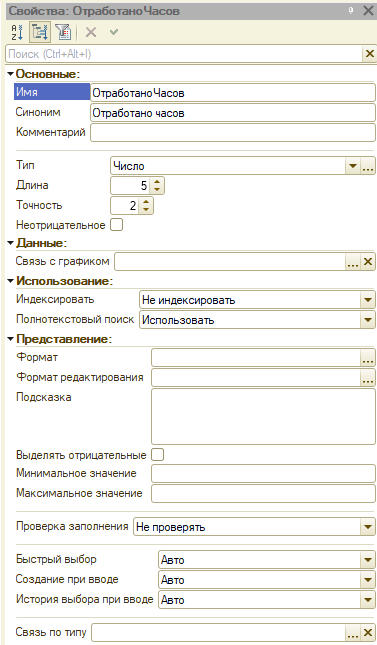 Свойства: ОтработаноЧасов
Поиск (Ctrl+Alt+I)
Основные:
Имя ОтработаноЧасов
Синоним Отработано часов
Комментарий
Тип Число
Длина 5
Точность 2
Неотрицательное
Данные:
Связь с графиком
Использование:
Индексировать Не индексировать
Полнотекстовый поиск Использовать
Представление:
Формат
Формат редактирования
Подсказка
Выделять отрицательные
Минимальное значение
Максимальное значение
Проверка заполнения Не проверять
Быстрый выбор Авто
Создание при вводе Авто
История выбора при вводе Авто
Связь по типу